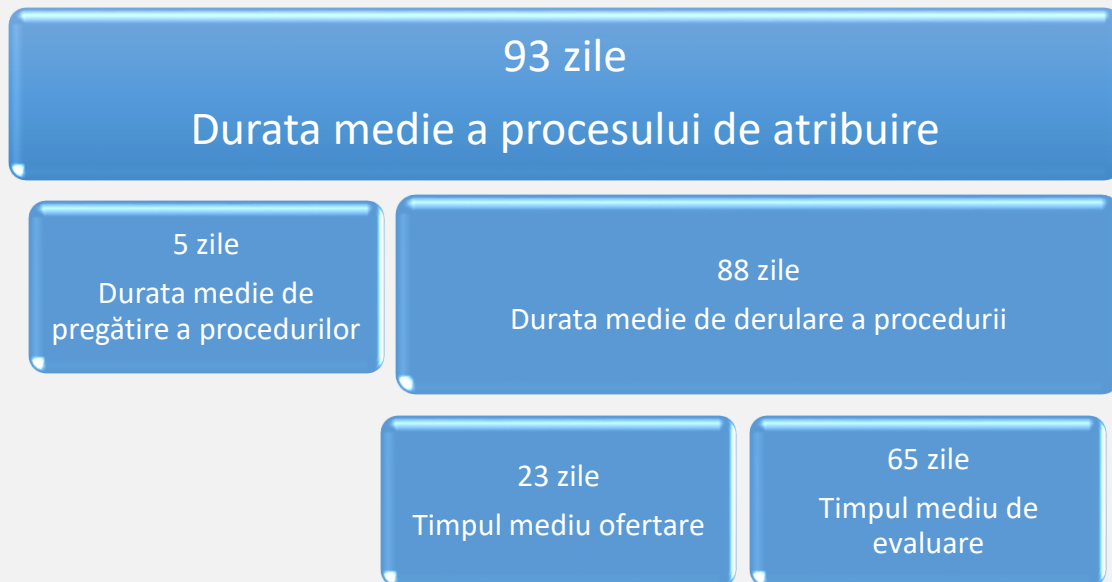 93 zile
Durata medie a procesului de atribuire
5 zile
Durata medie de
pregătire a procedurilor
88 zile
Durata medie de derulare a procedurii
23 zile
Timpul mediu ofertare
65 zile
Timpul mediu de
evaluare